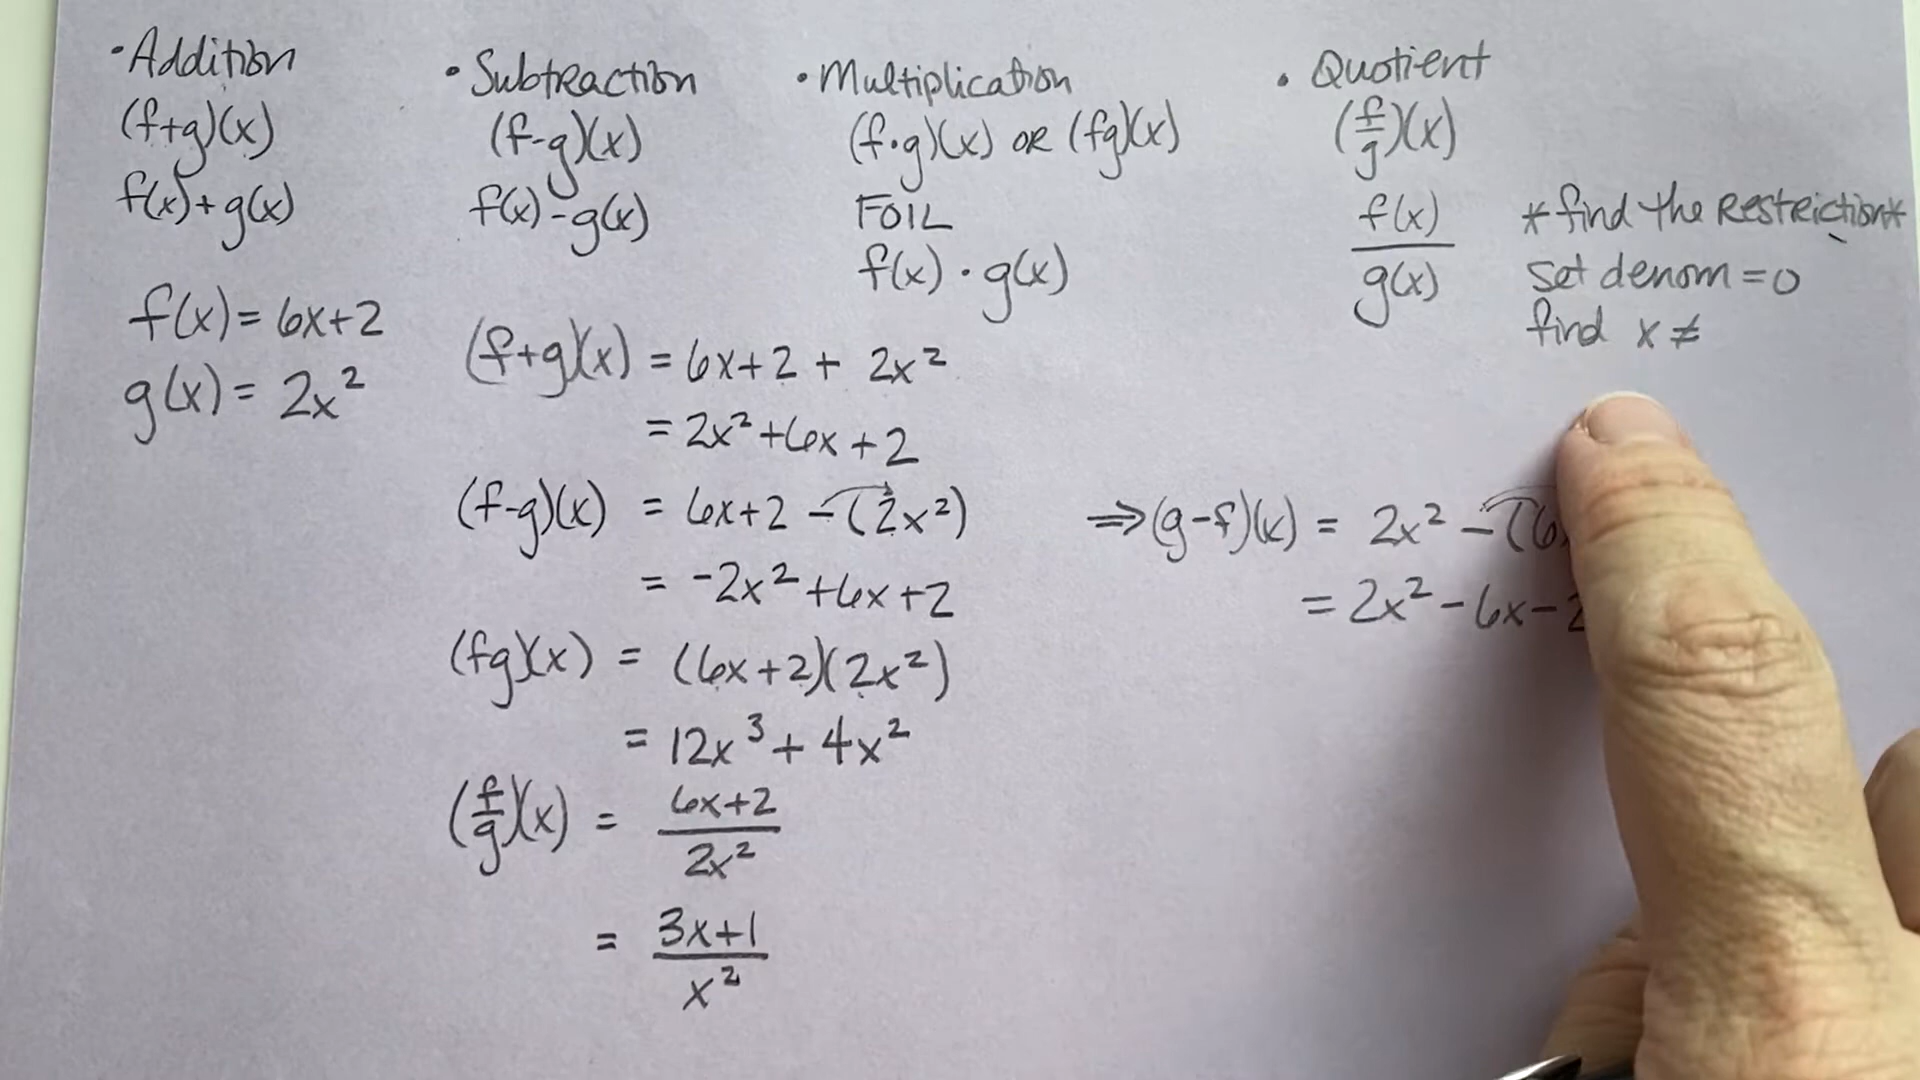 • Addition
(f+g)(x)
f(x)+g(x)
f(x) = 6x+2
g(x) = 2x²
• Subtraction
(f-g)(x)
f(x)-g(x)
• Multiplication
(f·g)(x) OR (fg)(x)
FOIL
f(x) · g(x)
• Quotient
(f/g)(x)
f(x)/g(x)
*find the Restriction*
set denom = 0
find x ≠
(f+g)(x) = 6x+2 + 2x²
= 2x²+6x+2
(f-g)(x) = 6x+2 -(2x²)
= -2x²+6x+2
⇒(g-f)(x) = 2x² -(6
= 2x²-6x-2
(fg)(x) = (6x+2)(2x²)
= 12x³+4x²
(f/g)(x) = 6x+2/2x²
= 3x+1/x²